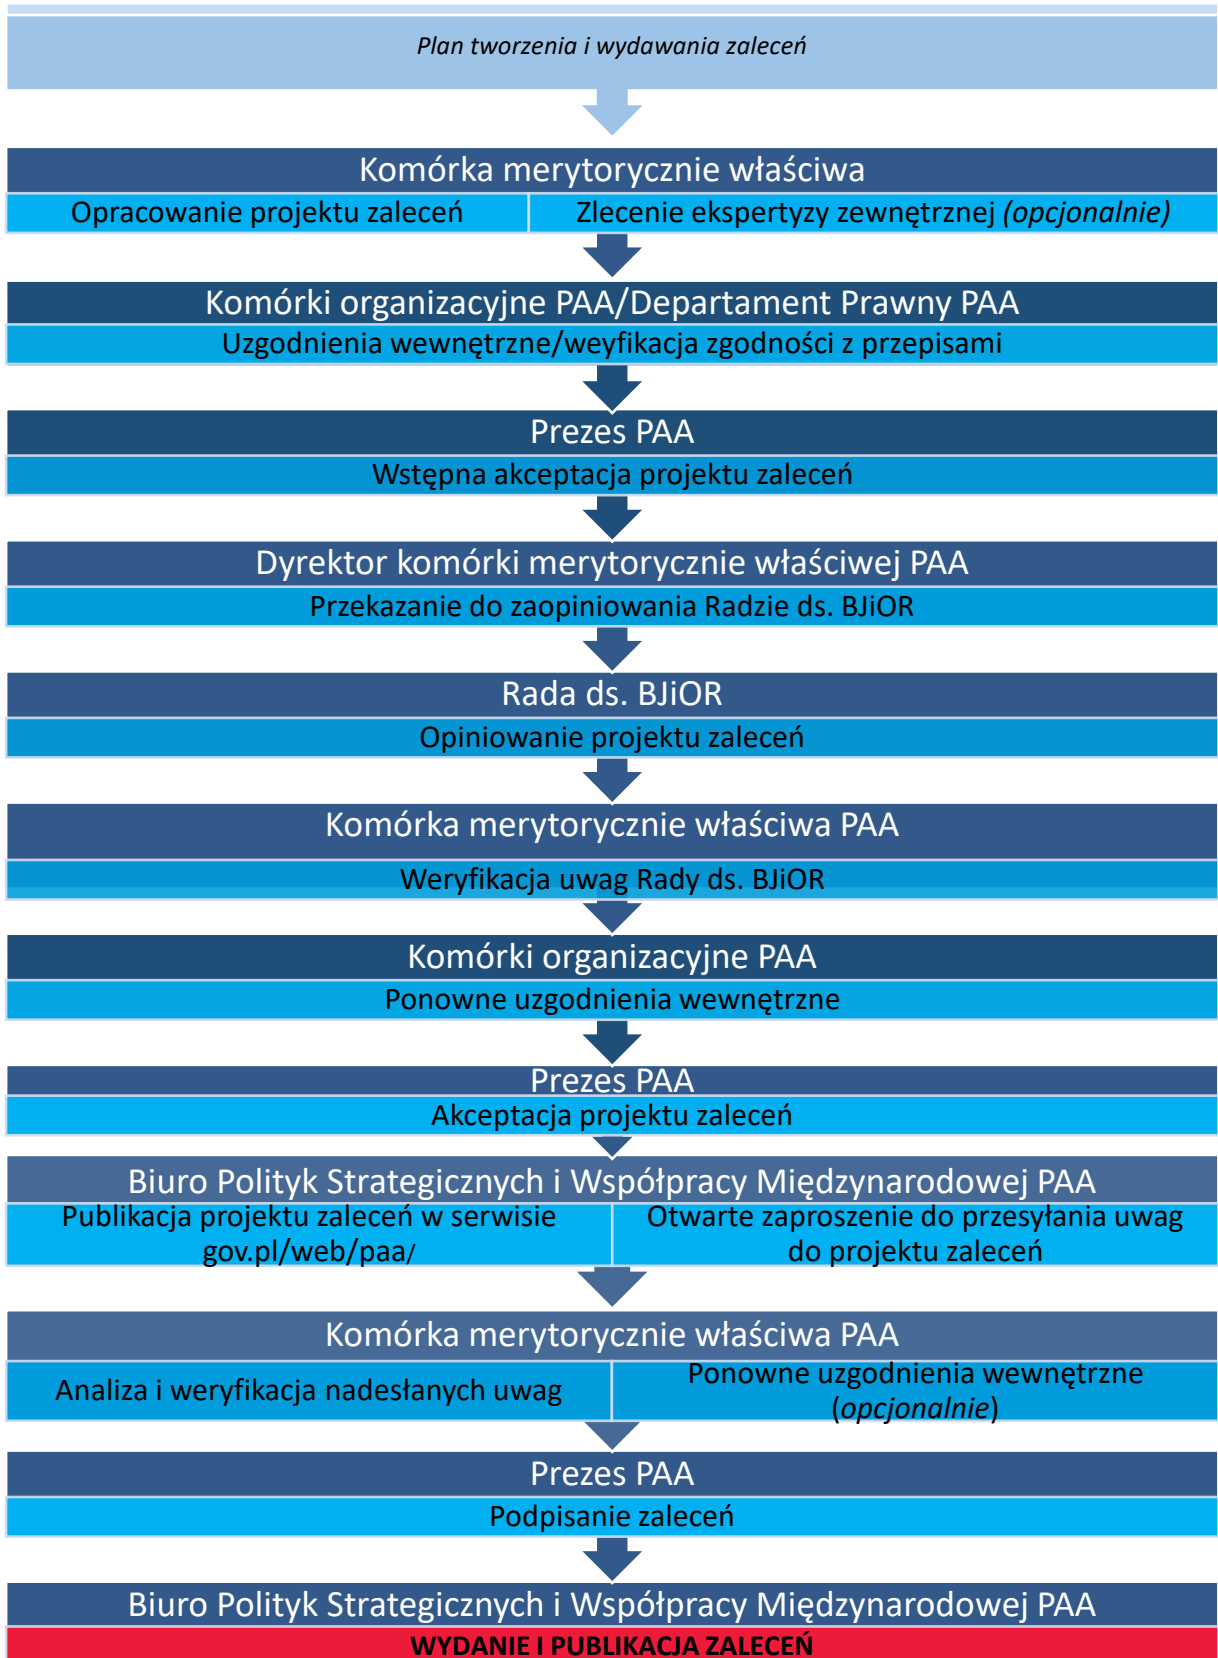 Plan tworzenia i wydawania zaleceń
Komórka merytorycznie właściwa
Opracowanie projektu zaleceń
Zlecenie ekspertyzy zewnętrznej (opcjonalnie)
Komórki organizacyjne PAA/Departament Prawny PAA
Uzgodnienia wewnętrzne/weyfikacja zgodności z przepisami
Prezes PAA
Wstępna akceptacja projektu zaleceń
Dyrektor komórki merytorycznie właściwej PAA
Przekazanie do zaopiniowania Radzie ds. BJiOR
Rada ds. BJiOR
Opiniowanie projektu zaleceń
Komórka merytorycznie właściwa PAA
Weryfikacja uwag Rady ds. BJiOR
Komórki organizacyjne PAA
Ponowne uzgodnienia wewnętrzne
Prezes PAA
Akceptacja projektu zaleceń
Biuro Polityk Strategicznych i Współpracy Międzynarodowej PAA
Publikacja projektu zaleceń w serwisie
gov.pl/web/paa/
Otwarte zaproszenie do przesyłania uwag
do projektu zaleceń
Komórka merytorycznie właściwa PAA
Analiza i weryfikacja nadesłanych uwag
Ponowne uzgodnienia wewnętrzne
(opcjonalnie)
Prezes PAA
Podpisanie zaleceń
Biuro Polityk Strategicznych i Współpracy Międzynarodowej PAA
WYDANIE I PUBLIKACJA ZALECEŃ